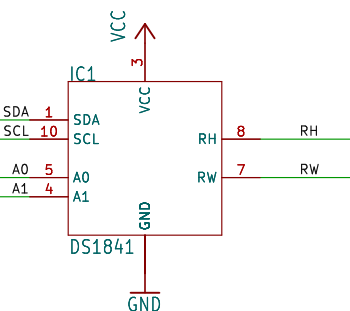 VCC
3
IC1
VCC
SDA 1 SDA
SCL 10 SCL
RH 8 RH
A0 5 A0
RW 7 RW
A1 4 A1
GND
DS1841
GND